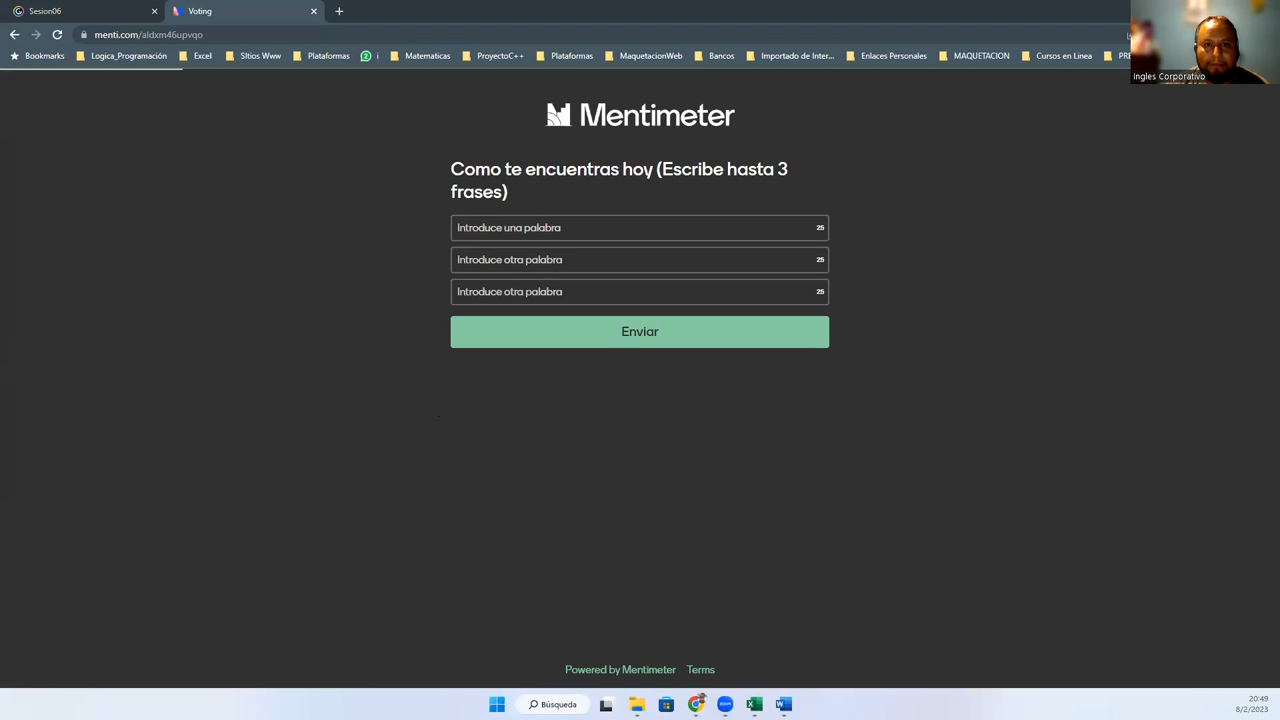 Sesion06
Voting
menti.com/aldxm46upvqo
Bookmarks Logica_Programación Excel SItios Www Plataformas i Matematicas ProyectoC++ Plataformas MaquetacionWeb Bancos Importado de Inter... Enlaces Personales MAQUETACION Cursos en Linea
Ingles Corporativo
Mentimeter
Como te encuentras hoy (Escribe hasta 3
frases)
Introduce una palabra 25
Introduce otra palabra 25
Introduce otra palabra 25
Enviar
Powered by Mentimeter Terms
Búsqueda
20:49
8/2/2023